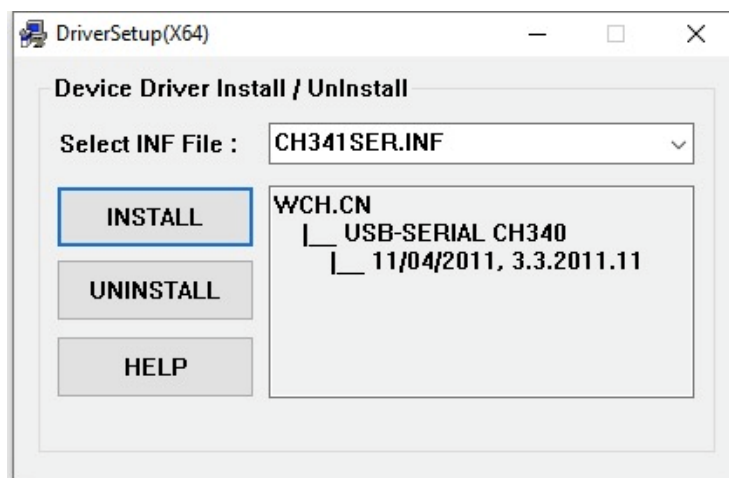 DriverSetup(X64)
Device Driver Install / UnInstall
Select INF File :
CH341SER.INF
INSTALL
UNINSTALL
HELP
WCH.CN
|__ USB-SERIAL CH340
|__ 11/04/2011, 3.3.2011.11